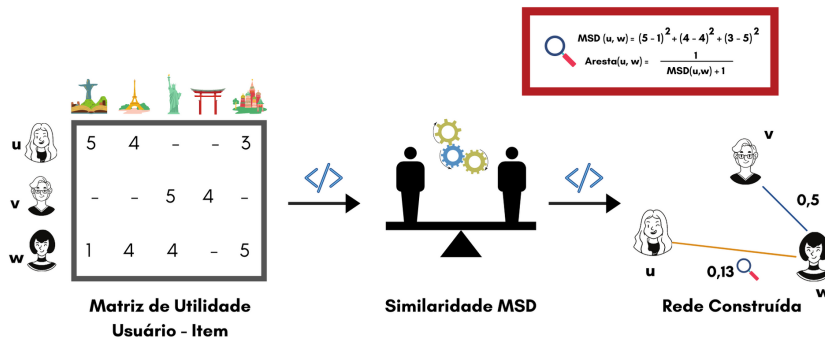 MSD (u, w) = (5 - 1)² + (4 - 4)² + (3 - 5)²
Aresta(u, w) = 1
MSD(u,w) + 1
u 5 4 - - 3
v - - 5 4 -
w 1 4 4 - 5
</>
</>
v
0,5
u
0,13
w
Matriz de Utilidade
Usuário - Item
Similaridade MSD
Rede Construída